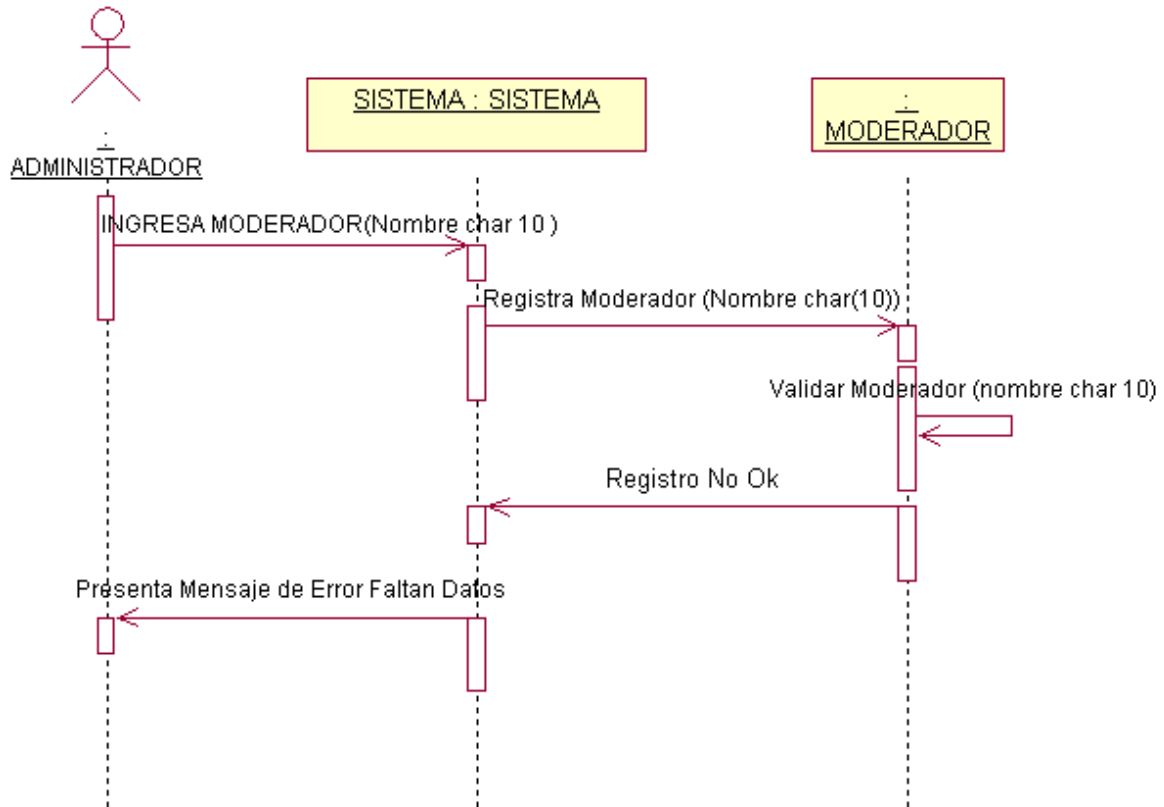 SISTEMA : SISTEMA
:
MODERADOR
:
ADMINISTRADOR
INGRESA MODERADOR(Nombre char 10 )
Registra Moderador (Nombre char(10))
Validar Moderador (nombre char 10)
Registro No Ok
Presenta Mensaje de Error Faltan Datos